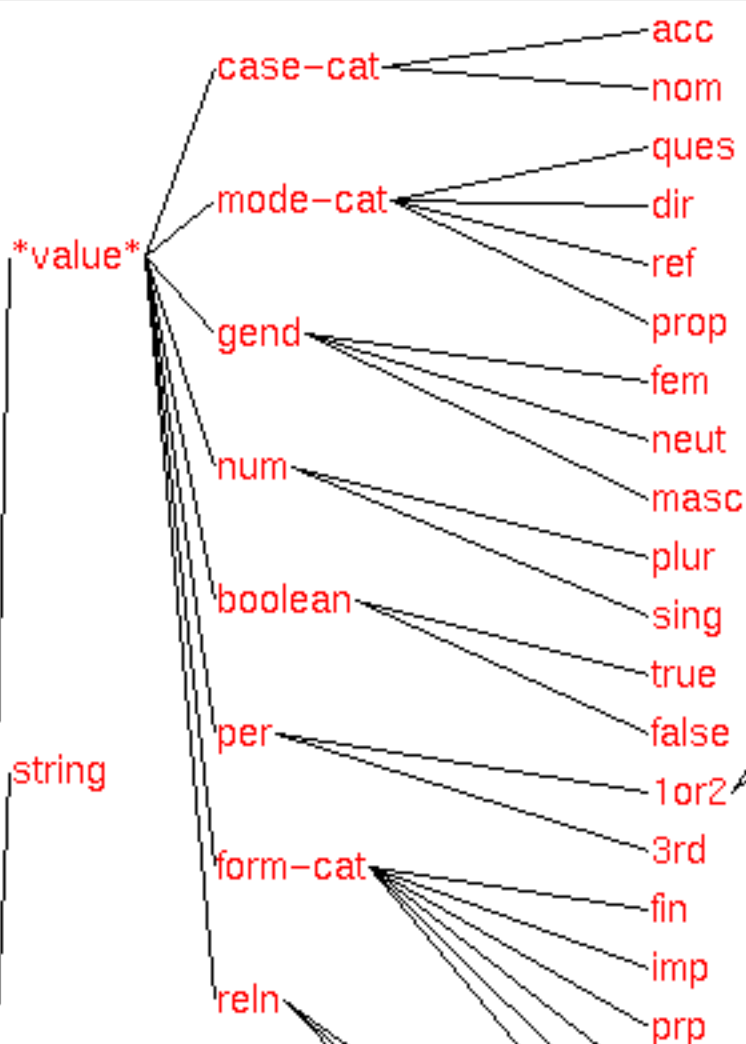 *value*
string
case-cat
mode-cat
gend
num
boolean
per
form-cat
reln
acc
nom
ques
dir
ref
prop
fem
neut
masc
plur
sing
true
false
1or2
3rd
fin
imp
prp